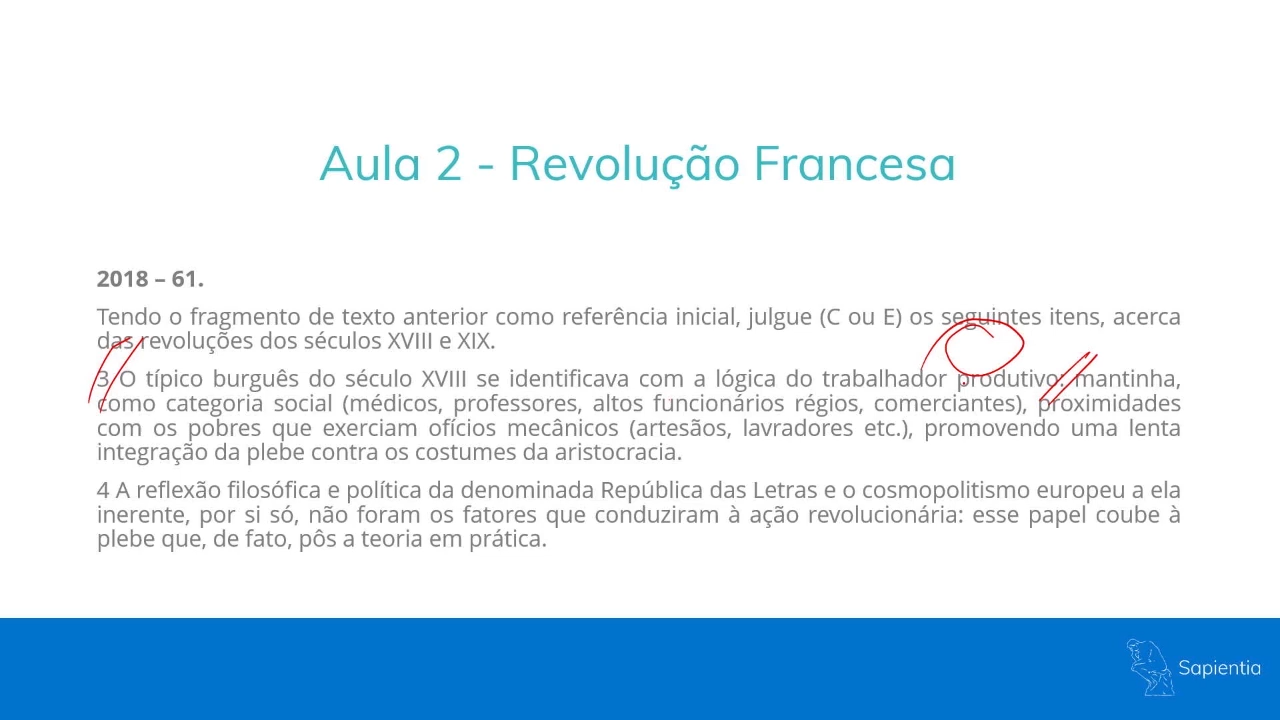 Aula 2 - Revolução Francesa
2018 – 61.
Tendo o fragmento de texto anterior como referência inicial, julgue (C ou E) os seguintes itens, acerca
das revoluções dos séculos XVIII e XIX.
3 O típico burguês do século XVIII se identificava com a lógica do trabalhador produtivo: mantinha,
como categoria social (médicos, professores, altos funcionários régios, comerciantes), proximidades
com os pobres que exerciam ofícios mecânicos (artesãos, lavradores etc.), promovendo uma lenta
integração da plebe contra os costumes da aristocracia.
4 A reflexão filosófica e política da denominada República das Letras e o cosmopolitismo europeu a ela
inerente, por si só, não foram os fatores que conduziram à ação revolucionária: esse papel coube à
plebe que, de fato, pôs a teoria em prática.
Sapientia